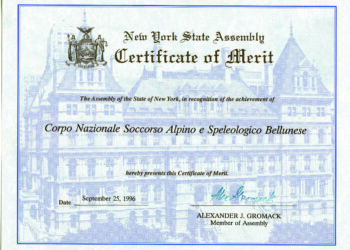 New York State Assembly
Certificate of Merit
The Assembly of the State of New York, in recognition of the achievement of
Corpo Nazionale Soccorso Alpino e Speleologico Bellunese
hereby presents this Certificate of Merit.
Date September 25, 1996
ALEXANDER J. GROMACK
Member of Assembly